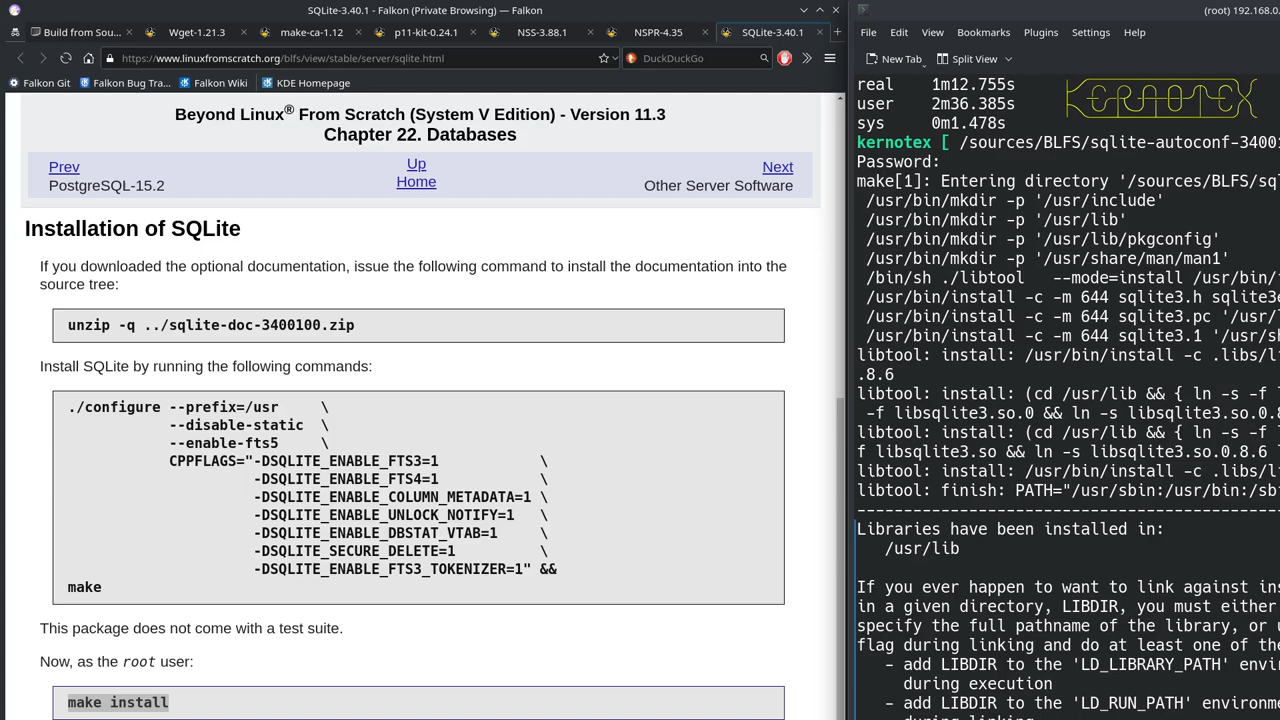 SQLite-3.40.1 - Falkon (Private Browsing) — Falkon
Build from Sou...
Wget-1.21.3
make-ca-1.12
p11-kit-0.24.1
NSS-3.88.1
NSPR-4.35
SQLite-3.40.1
https://www.linuxfromscratch.org/blfs/view/stable/server/sqlite.html
DuckDuckGo
Falkon Git
Falkon Bug Tra...
Falkon Wiki
KDE Homepage
Beyond Linux® From Scratch (System V Edition) - Version 11.3
Chapter 22. Databases
Prev
Up
Next
PostgreSQL-15.2
Home
Other Server Software
Installation of SQLite
If you downloaded the optional documentation, issue the following command to install the documentation into the
source tree:
unzip -q ../sqlite-doc-3400100.zip
Install SQLite by running the following commands:
./configure --prefix=/usr \
--disable-static \
--enable-fts5 \
CPPFLAGS="-DSQLITE_ENABLE_FTS3=1 \
-DSQLITE_ENABLE_FTS4=1 \
-DSQLITE_ENABLE_COLUMN_METADATA=1 \
-DSQLITE_ENABLE_UNLOCK_NOTIFY=1 \
-DSQLITE_ENABLE_DBSTAT_VTAB=1 \
-DSQLITE_SECURE_DELETE=1 \
-DSQLITE_ENABLE_FTS3_TOKENIZER=1" &&
make
This package does not come with a test suite.
Now, as the root user:
make install
(root) 192.168.0.
File Edit View Bookmarks Plugins Settings Help
New Tab Split View
real 1m12.755s
user 2m36.385s
sys 0m1.478s
KERNOTEX
kernotex [ /sources/BLFS/sqlite-autoconf-34001
Password:
make[1]: Entering directory '/sources/BLFS/sql
/usr/bin/mkdir -p '/usr/include'
/usr/bin/mkdir -p '/usr/lib'
/usr/bin/mkdir -p '/usr/lib/pkgconfig'
/usr/bin/mkdir -p '/usr/share/man/man1'
/bin/sh ./libtool --mode=install /usr/bin/
/usr/bin/install -c -m 644 sqlite3.h sqlite3e
/usr/bin/install -c -m 644 sqlite3.pc '/usr/l
/usr/bin/install -c -m 644 sqlite3.1 '/usr/sh
libtool: install: /usr/bin/install -c .libs/l
.8.6
libtool: install: (cd /usr/lib && { ln -s -f l
-f libsqlite3.so.0 && ln -s libsqlite3.so.0.8
libtool: install: (cd /usr/lib && { ln -s -f l
f libsqlite3.so && ln -s libsqlite3.so.0.8.6
libtool: install: /usr/bin/install -c .libs/l
libtool: finish: PATH="/usr/sbin:/usr/bin:/sb
----------------------------------------------
Libraries have been installed in:
/usr/lib
If you ever happen to want to link against ins
in a given directory, LIBDIR, you must either
specify the full pathname of the library, or u
flag during linking and do at least one of the
- add LIBDIR to the 'LD_LIBRARY_PATH' envi
during execution
- add LIBDIR to the 'LD_RUN_PATH' environme
during linking